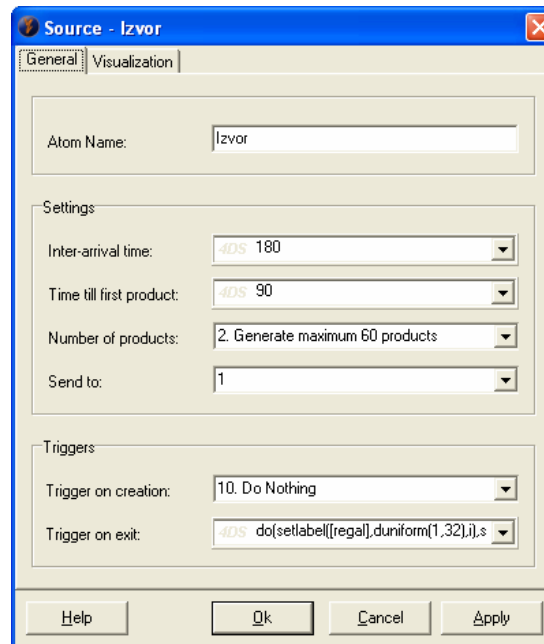 Source - Izvor
General Visualization
Atom Name: Izvor
Settings
Inter-arrival time: 4DS 180
Time till first product: 4DS 90
Number of products: 2. Generate maximum 60 products
Send to: 1
Triggers
Trigger on creation: 10. Do Nothing
Trigger on exit: 4DS do(setlabel([regal],duniform(1,32),i),s
Help Ok Cancel Apply